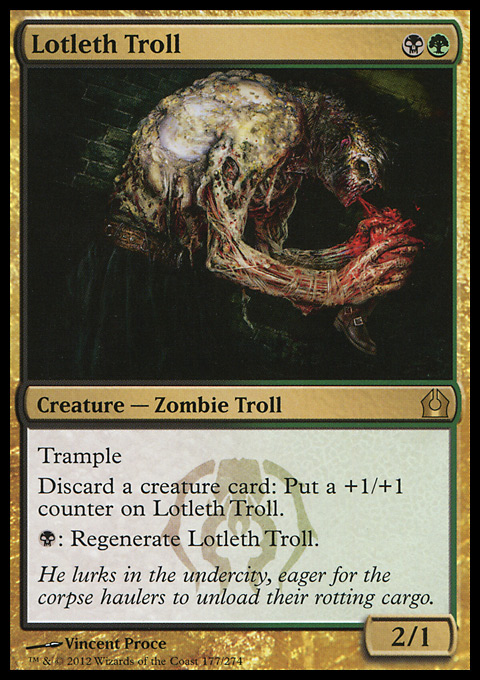 Lotleth Troll
Creature — Zombie Troll
Trample
Discard a creature card: Put a +1/+1
counter on Lotleth Troll.
: Regenerate Lotleth Troll.
He lurks in the undercity, eager for the
corpse haulers to unload their rotting cargo.
Vincent Proce
2/1
™ & © 2012 Wizards of the Coast 177/274